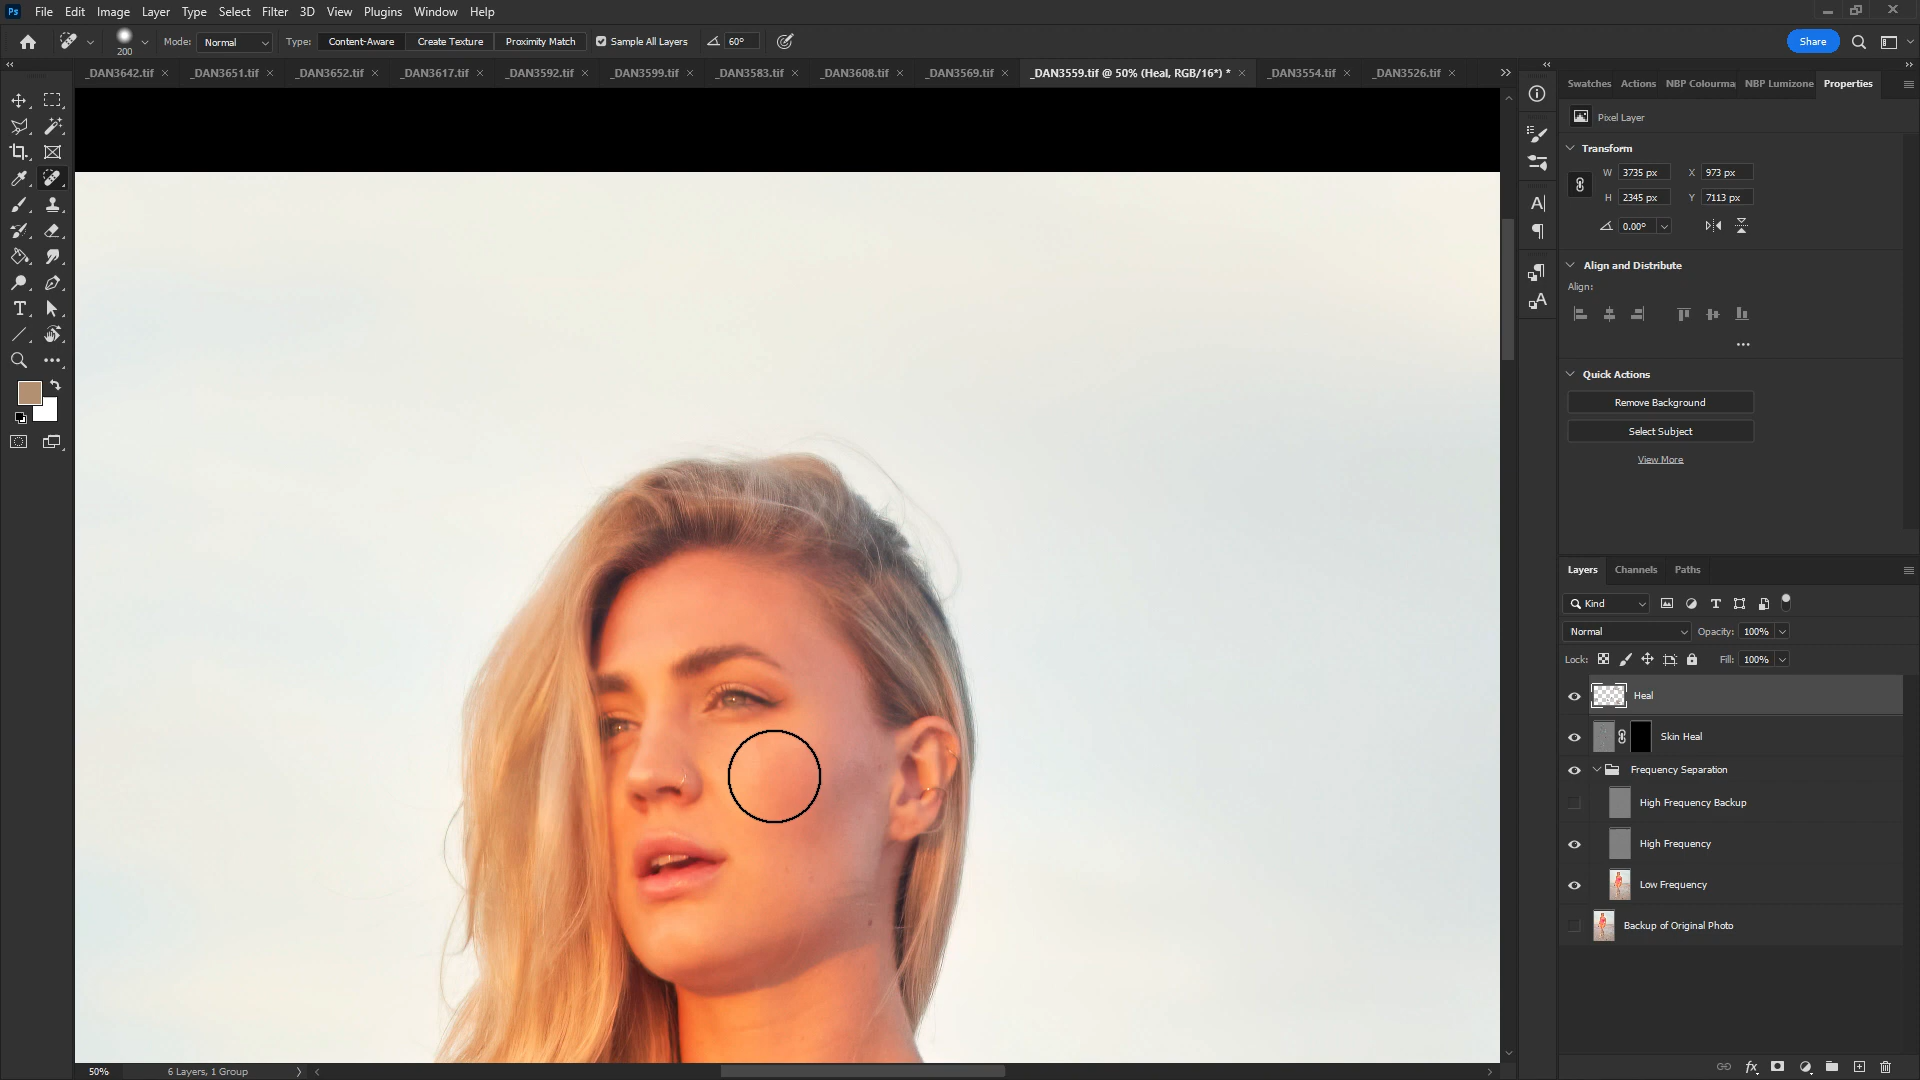 Ps File Edit Image Layer Type Select Filter 3D View Plugins Window Help
200 Mode: Normal Type: Content-Aware Create Texture Proximity Match Sample All Layers 60° Share
_DAN3642.tif _DAN3651.tif _DAN3652.tif _DAN3617.tif _DAN3592.tif _DAN3599.tif _DAN3583.tif _DAN3608.tif _DAN3569.tif _DAN3559.tif @ 50% (Heal, RGB/16*) * _DAN3554.tif _DAN3526.tif
Swatches Actions NBP Colourma NBP Lumizone Properties
Pixel Layer
Transform
W 3735 px X 973 px
H 2345 px Y 7113 px
0.00°
Align and Distribute
Align:
Quick Actions
Remove Background
Select Subject
View More
Layers Channels Paths
Kind
Normal Opacity: 100%
Lock: Fill: 100%
Heal
Skin Heal
Frequency Separation
High Frequency Backup
High Frequency
Low Frequency
Backup of Original Photo
50% 6 Layers, 1 Group